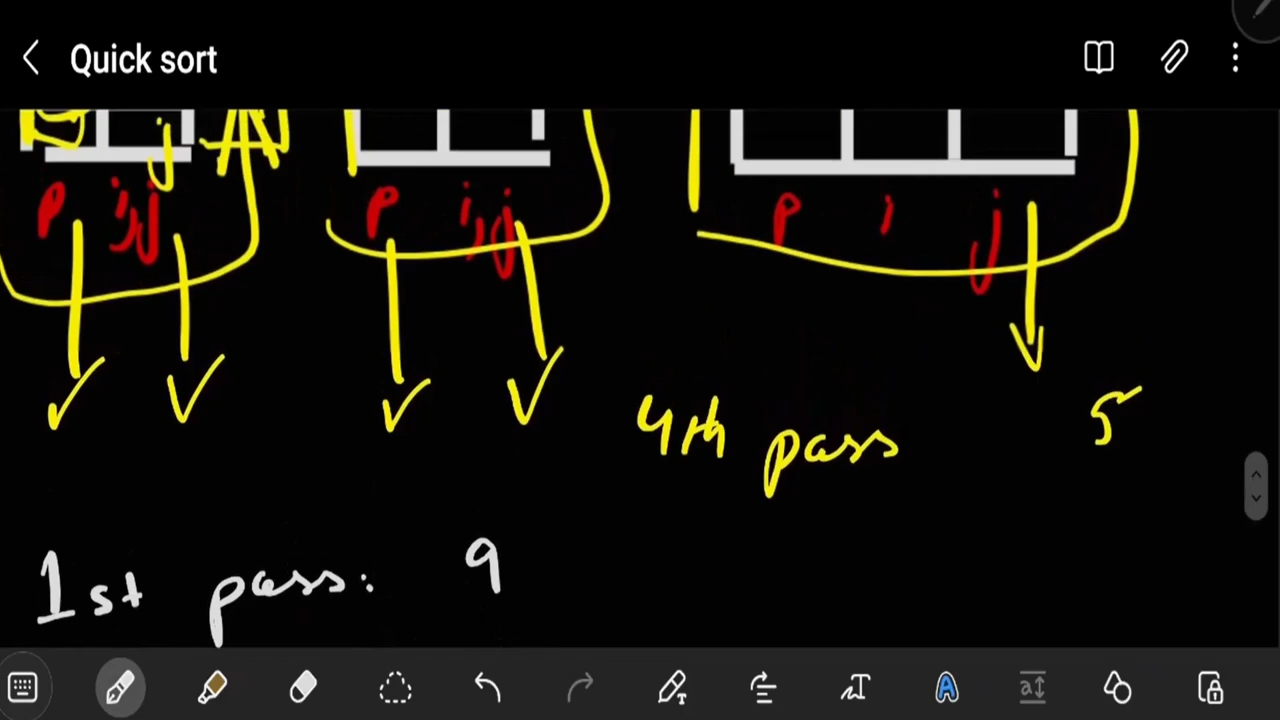 Quick sort
j
p i,j p i,j p i j
4th pass 5
1st pass: 9